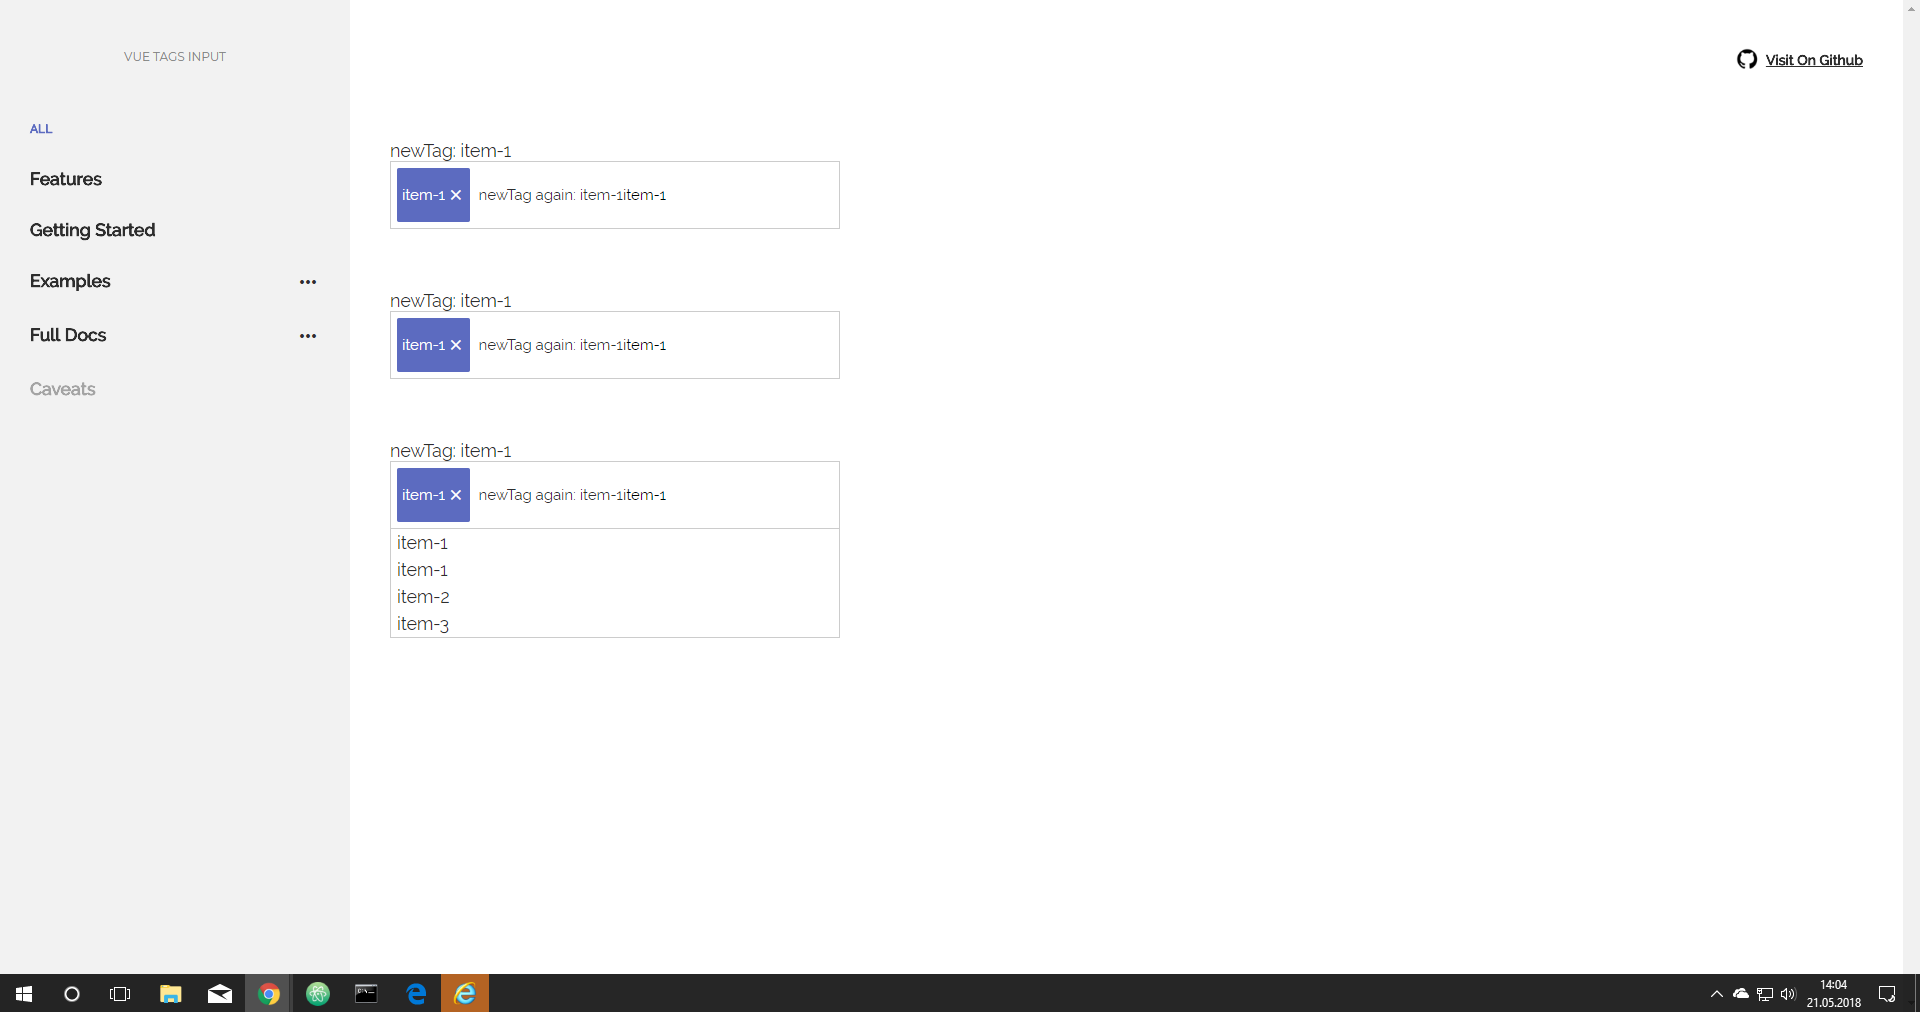 VUE TAGS INPUT
Visit On Github
ALL
Features
Getting Started
Examples
Full Docs
Caveats
newTag: item-1
item-1 newTag again: item-1item-1
newTag: item-1
item-1 newTag again: item-1item-1
newTag: item-1
item-1 newTag again: item-1item-1
item-1
item-1
item-2
item-3
14:04
21.05.2018